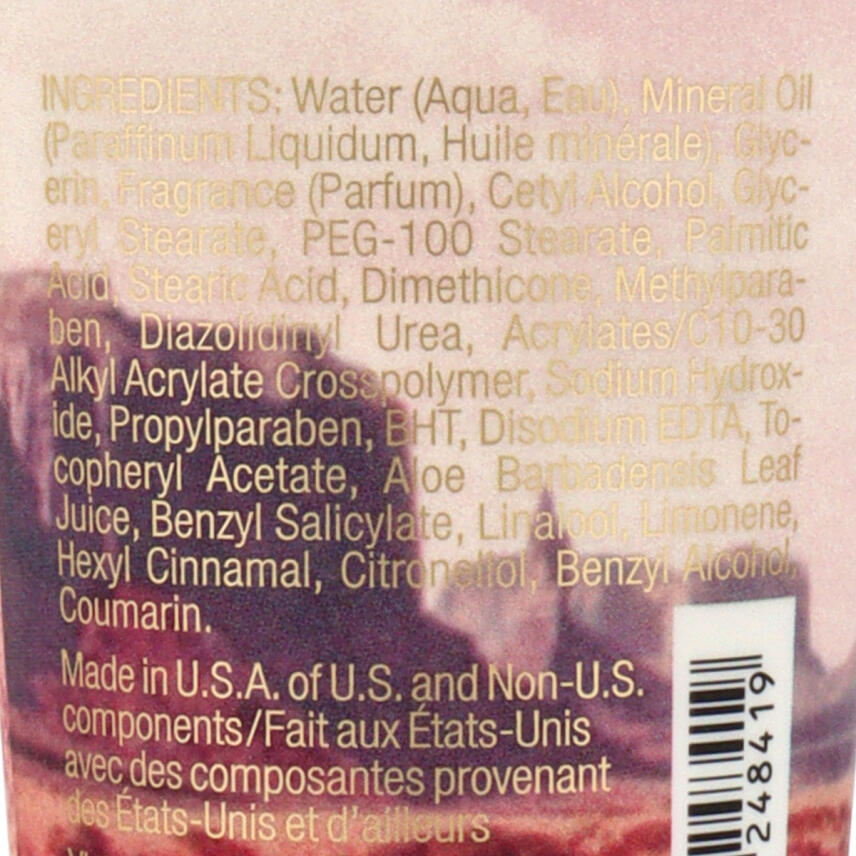 INGREDIENTS: Water (Aqua, Eau), Mineral Oil
(Paraffinum Liquidum, Huile minérale), Glyc-
erin, Fragrance (Parfum), Cetyl Alcohol, Glyc-
eryl Stearate, PEG-100 Stearate, Palmitic
Acid, Stearic Acid, Dimethicone, Methylpara-
ben, Diazolidinyl Urea, Acrylates/C10-30
Alkyl Acrylate Crosspolymer, Sodium Hydrox-
ide, Propylparaben, BHT, Disodium EDTA, To-
copheryl Acetate, Aloe Barbadensis Leaf
Juice, Benzyl Salicylate, Linalool, Limonene,
Hexyl Cinnamal, Citronellol, Benzyl Alcohol,
Coumarin.
Made in U.S.A. of U.S. and Non-U.S.
components/Fait aux États-Unis
avec des composantes provenant
des États-Unis et d'ailleurs
248419